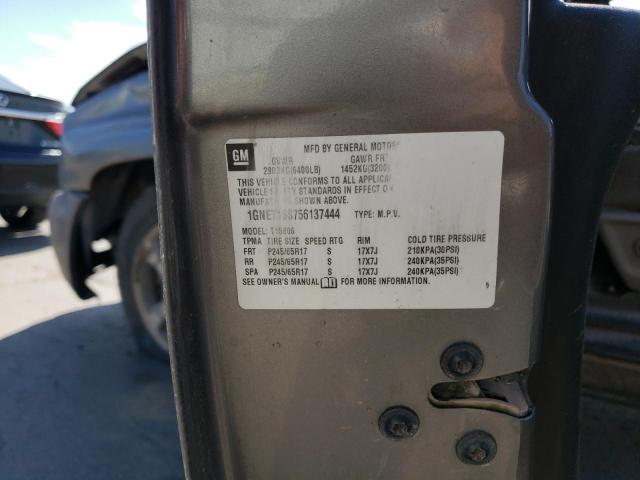 GM
MFD BY GENERAL MOTORS
GVWR GAWR FR
(6400LB) 1452KG(3200
THIS VEHICLE CONFORMS TO ALL APPLICA
VEHICLE SAFETY STANDARDS IN EFFECT O
MANUFACTURE SHOWN ABOVE.
TYPE: M.P.V.
MODEL: T15806
TPMA TIRE SIZE SPEED RTG RIM COLD TIRE PRESSURE
FRT P245/65R17 S 17X7J 210KPA(30PSI)
RR P245/65R17 S 17X7J 240KPA(35PSI)
SPA P245/65R17 S 17X7J 240KPA(35PSI)
SEE OWNER'S MANUAL FOR MORE INFORMATION.